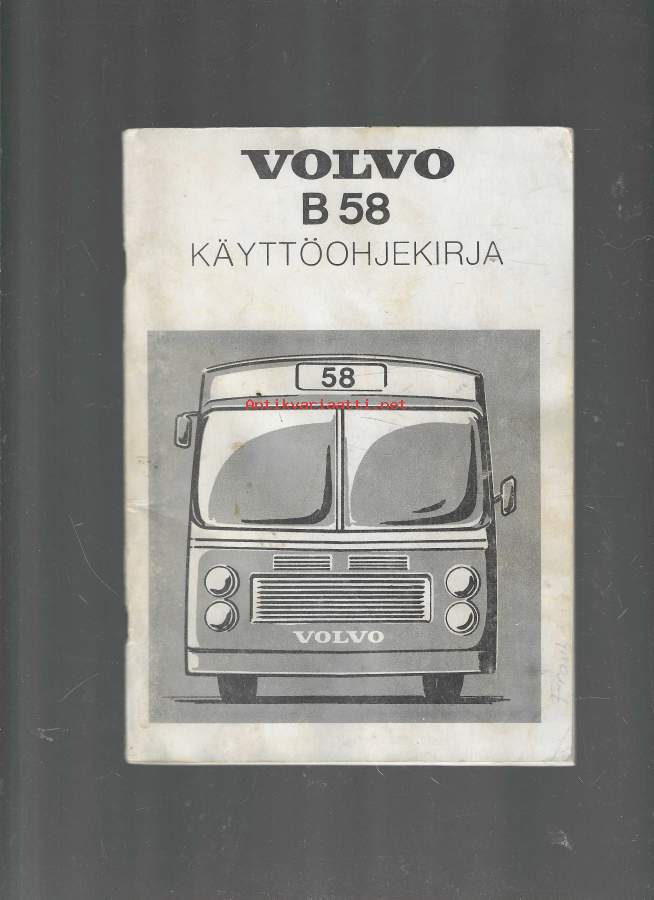 VOLVO
B 58
KÄYTTÖOHJEKIRJA
58
Antikvariaatti.net
VOLVO